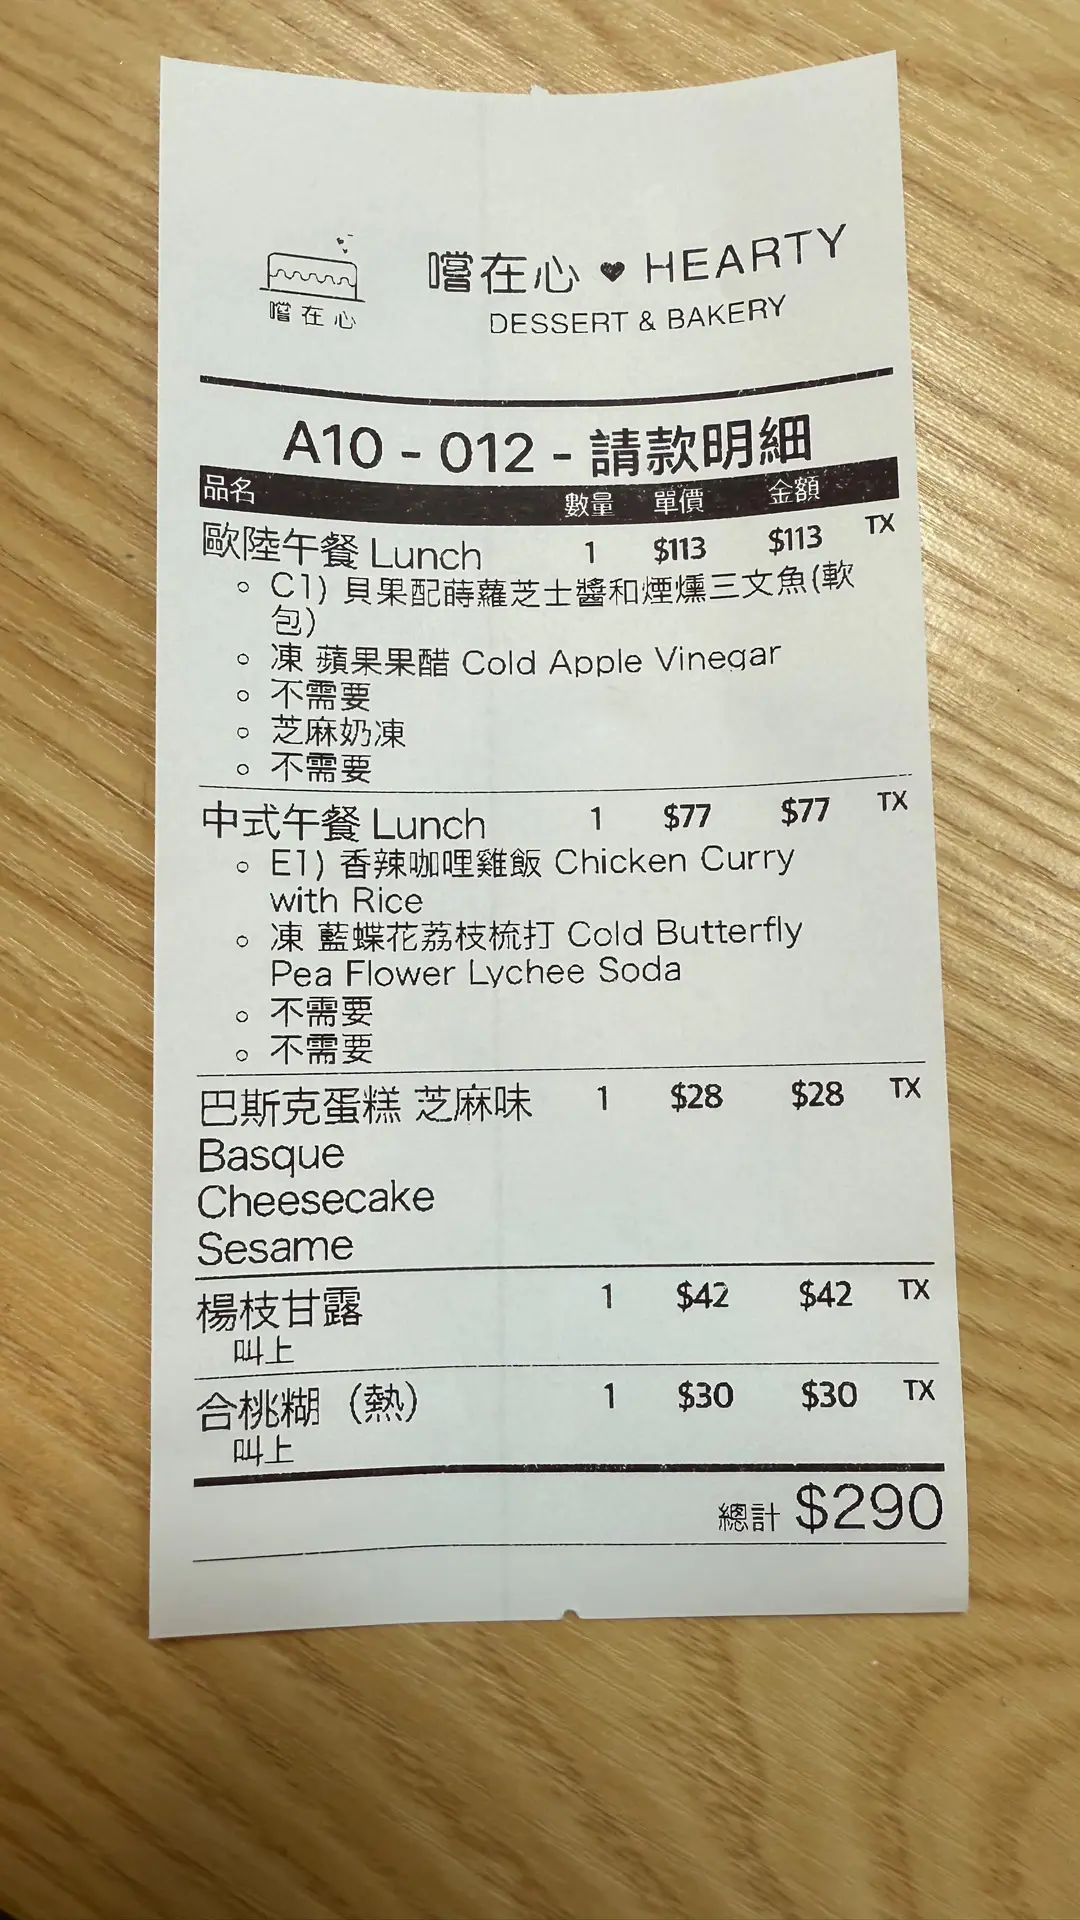 嚐在心
嚐在心 ♥ HEARTY
DESSERT & BAKERY
A10 - 012 - 請款明細
品名 數量 單價 金額
歐陸午餐 Lunch 1 $113 $113 TX
◦ C1) 貝果配蒔蘿芝士醬和煙燻三文魚(軟
包)
◦ 凍 蘋果果醋 Cold Apple Vinegar
◦ 不需要
◦ 芝麻奶凍
◦ 不需要
中式午餐 Lunch 1 $77 $77 TX
◦ E1) 香辣咖哩雞飯 Chicken Curry
with Rice
◦ 凍 藍蝶花荔枝梳打 Cold Butterfly
Pea Flower Lychee Soda
◦ 不需要
◦ 不需要
巴斯克蛋糕 芝麻味 1 $28 $28 TX
Basque
Cheesecake
Sesame
楊枝甘露 1 $42 $42 TX
叫上
合桃糊 （熱） 1 $30 $30 TX
叫上
總計 $290